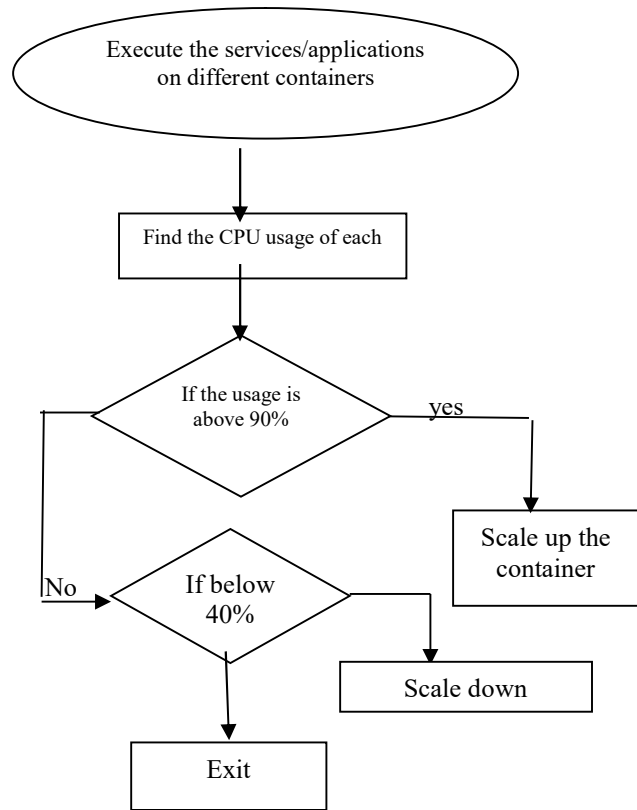 Execute the services/applications
on different containers
Find the CPU usage of each
If the usage is
above 90%
yes
Scale up the
container
No
If below
40%
Scale down
Exit